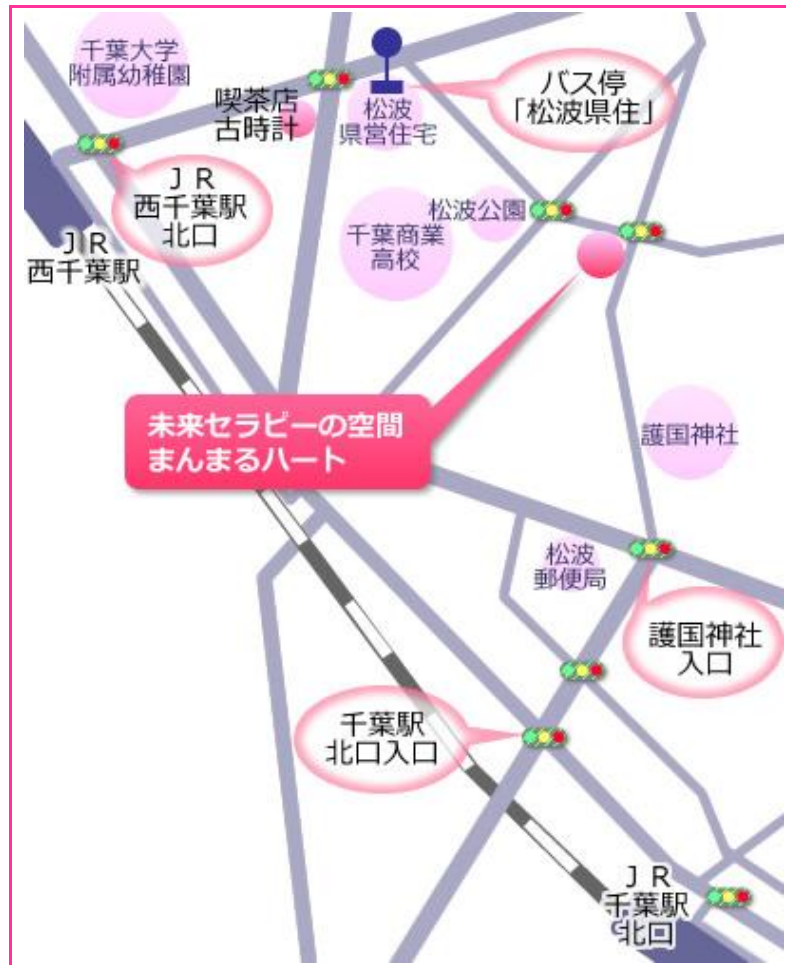 千葉大学
附属幼稚園
喫茶店
古時計
松波
県営住宅
バス停
「松波県住」
ＪＲ
西千葉駅
北口
ＪＲ
西千葉駅
千葉商業
高校
松波公園
未来セラピーの空間
まんまるハート
護国神社
松波
郵便局
護国神社
入口
千葉駅
北口入口
ＪＲ
千葉駅
北口